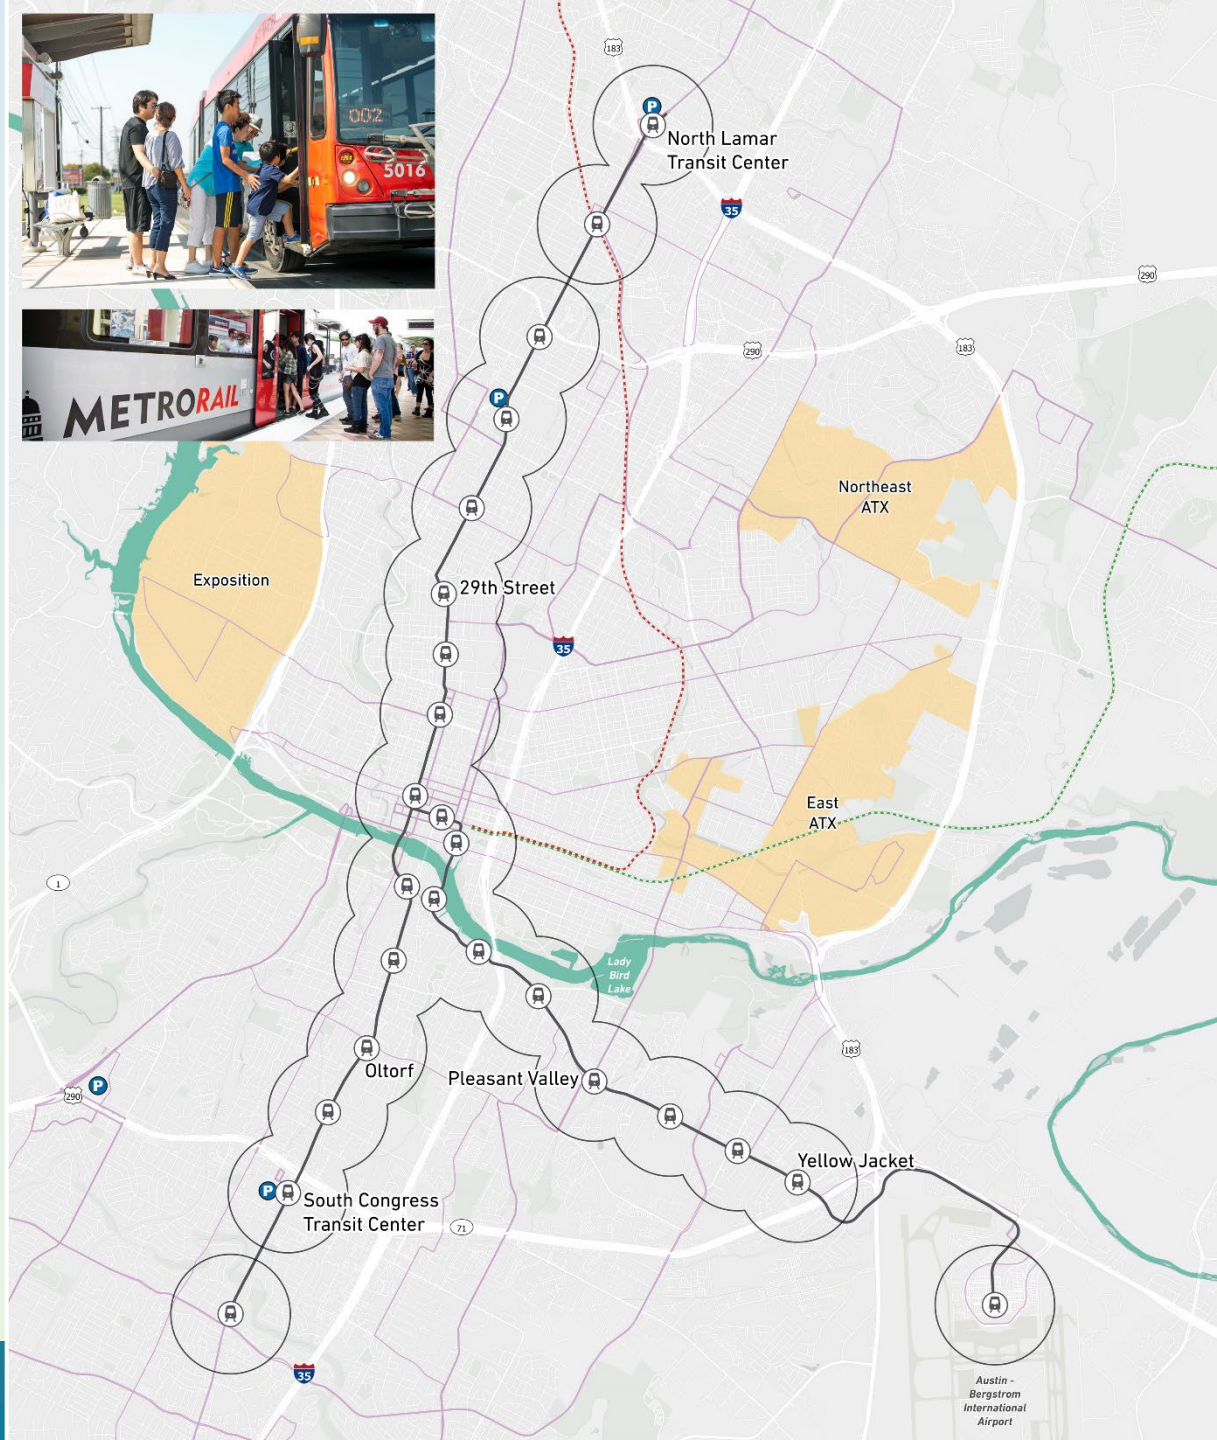 002
5016
METRORAIL
183
P
North Lamar
Transit Center
35
290
183
290
P
Northeast
ATX
Exposition
29th Street
35
East
ATX
1
Lady
Bird
Lake
183
Oltorf
Pleasant Valley
P
290
Yellow Jacket
P
South Congress
Transit Center
71
35
Austin -
Bergstrom
International
Airport